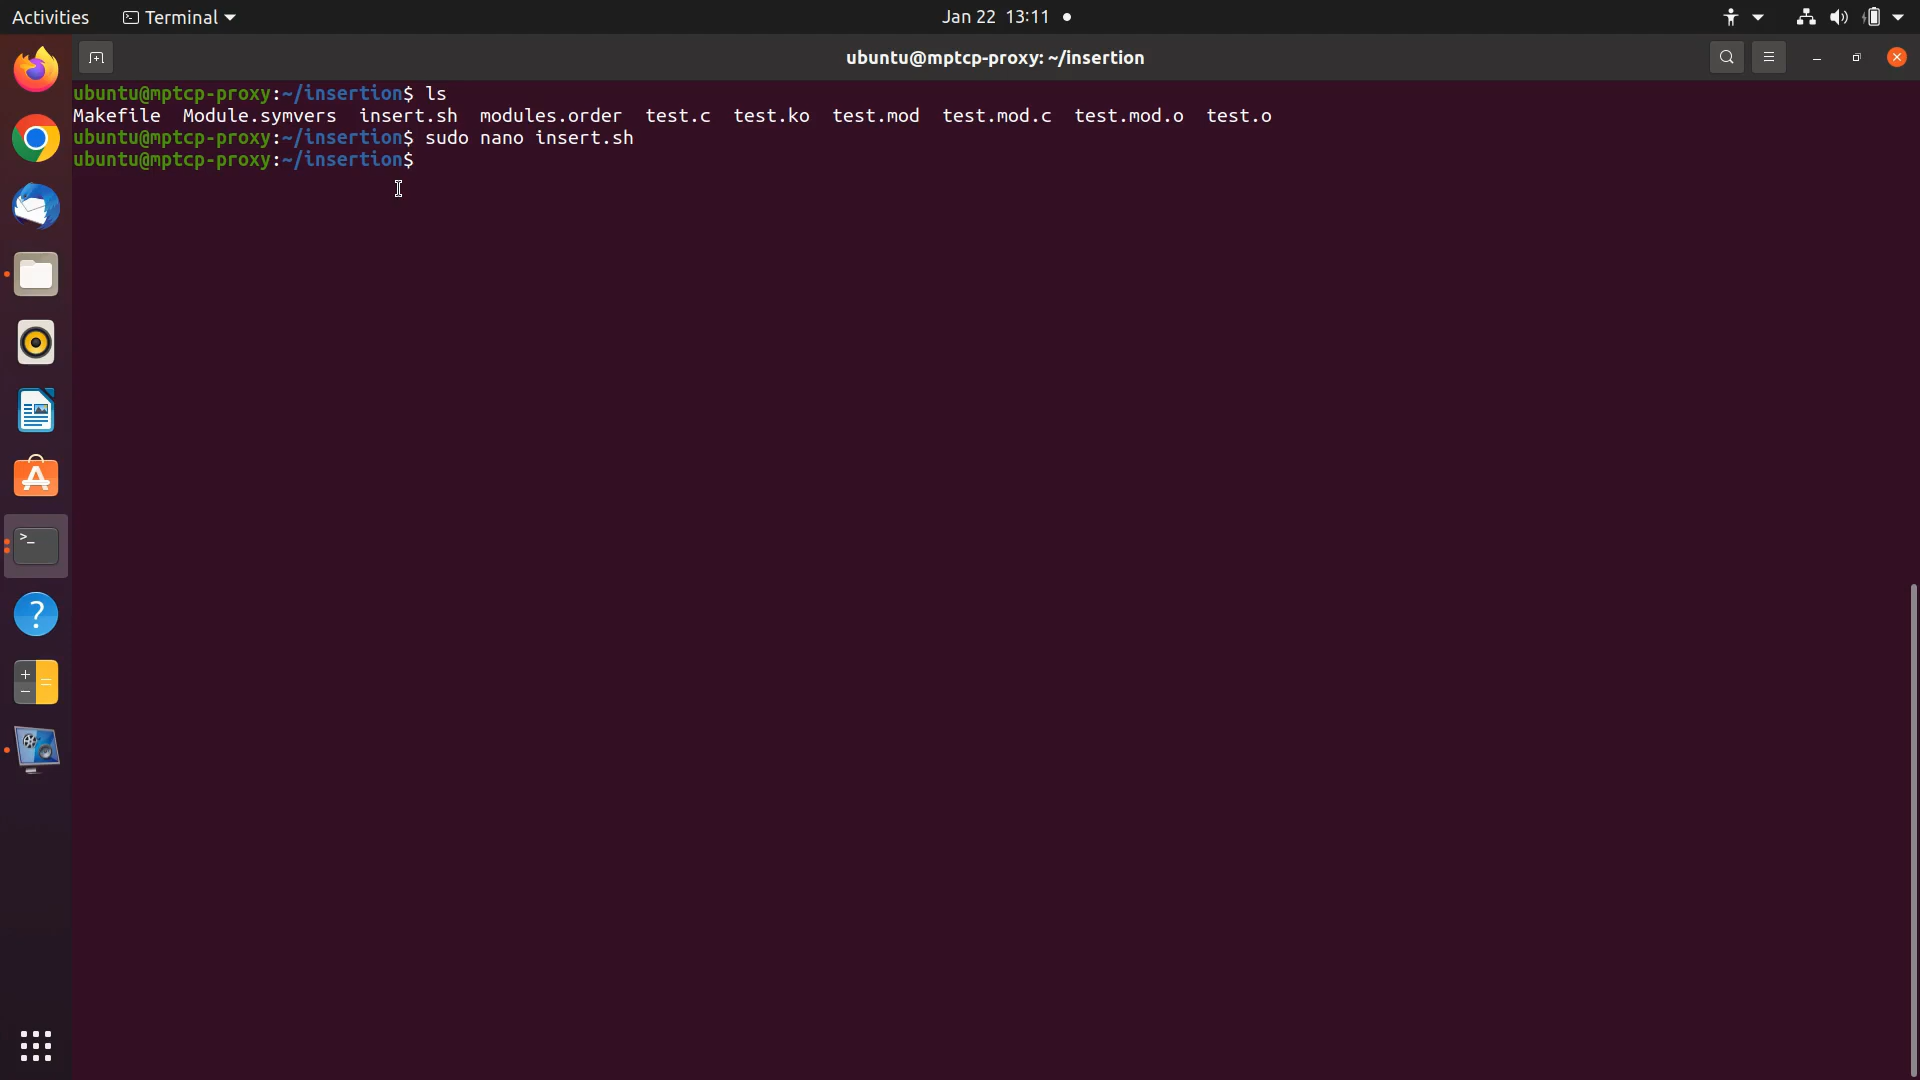 Activities Terminal Jan 22 13:11
ubuntu@mptcp-proxy: ~/insertion
ubuntu@mptcp-proxy:~/insertion$ ls
Makefile Module.symvers insert.sh modules.order test.c test.ko test.mod test.mod.c test.mod.o test.o
ubuntu@mptcp-proxy:~/insertion$ sudo nano insert.sh
ubuntu@mptcp-proxy:~/insertion$